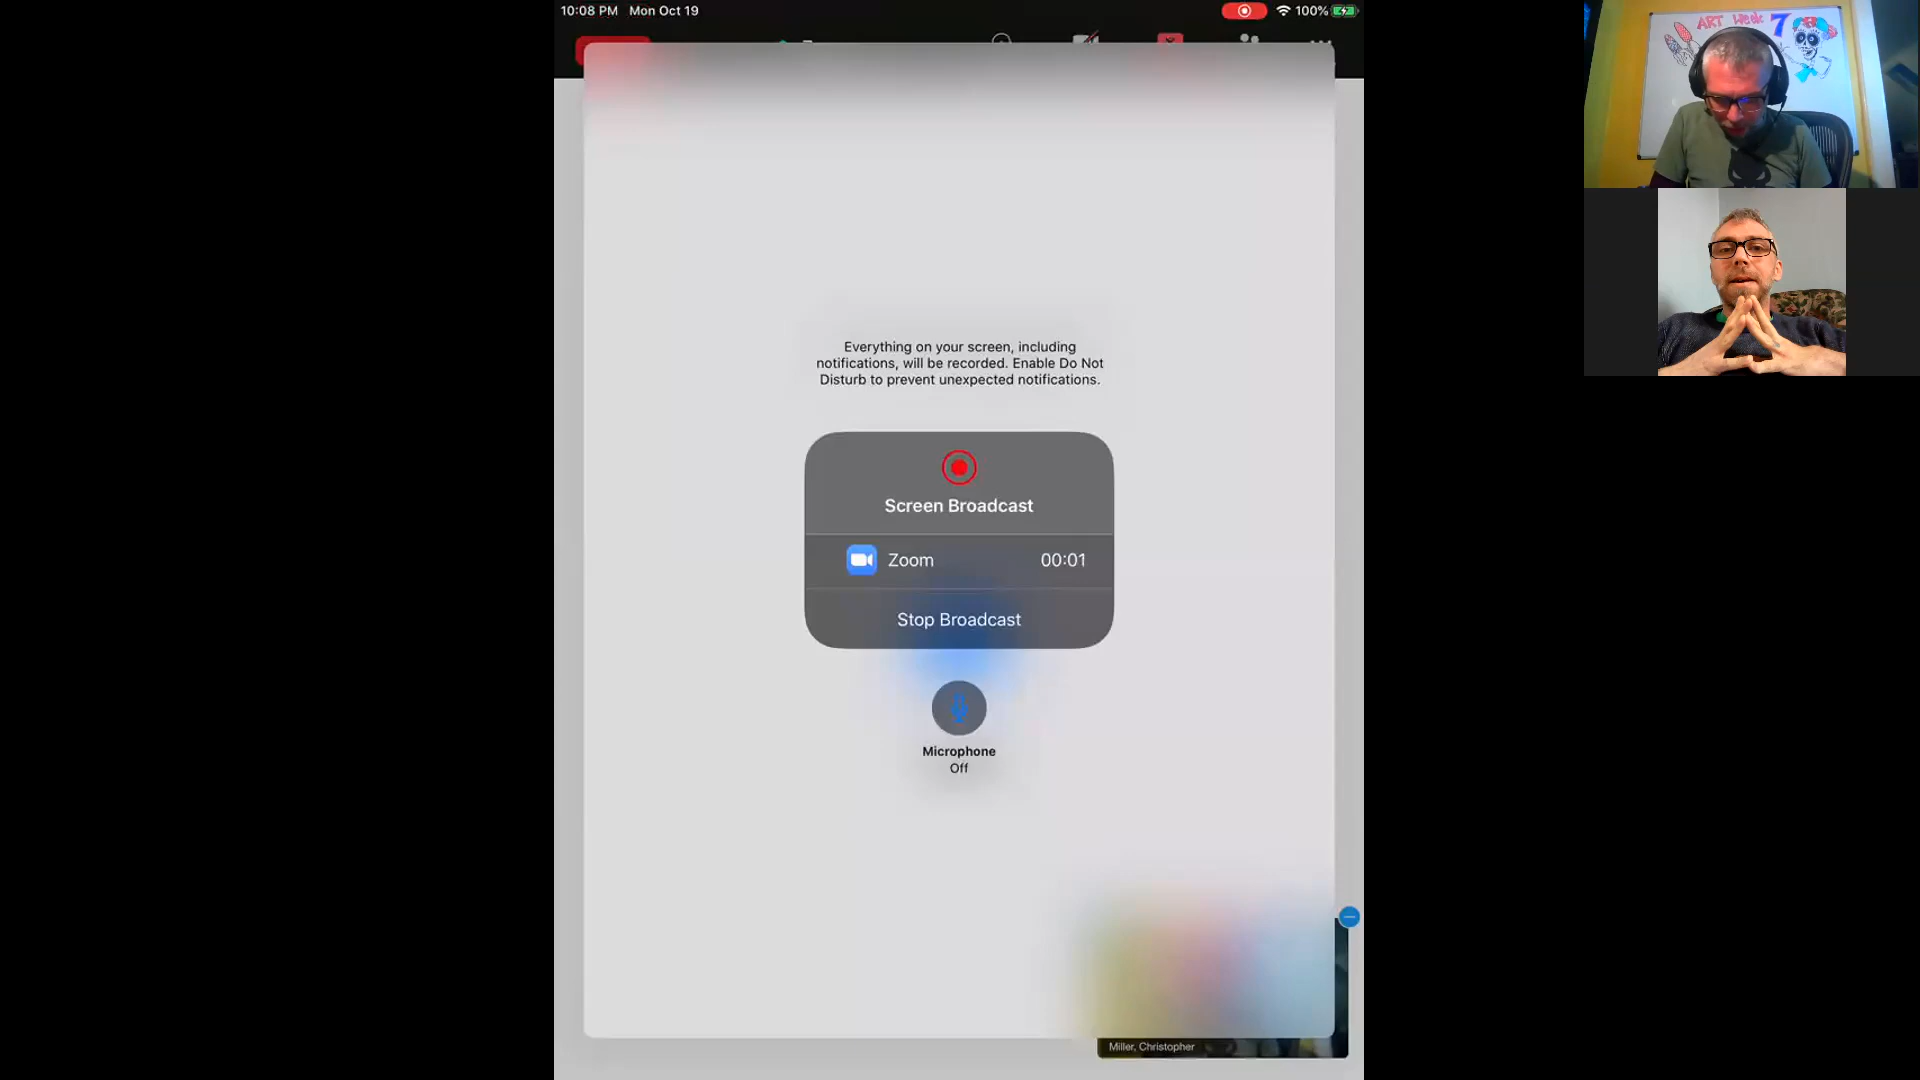 10:08 PM Mon Oct 19
100%
ART Week 7
Everything on your screen, including
notifications, will be recorded. Enable Do Not
Disturb to prevent unexpected notifications.
Screen Broadcast
Zoom 00:01
Stop Broadcast
Microphone
Off
Miller, Christopher